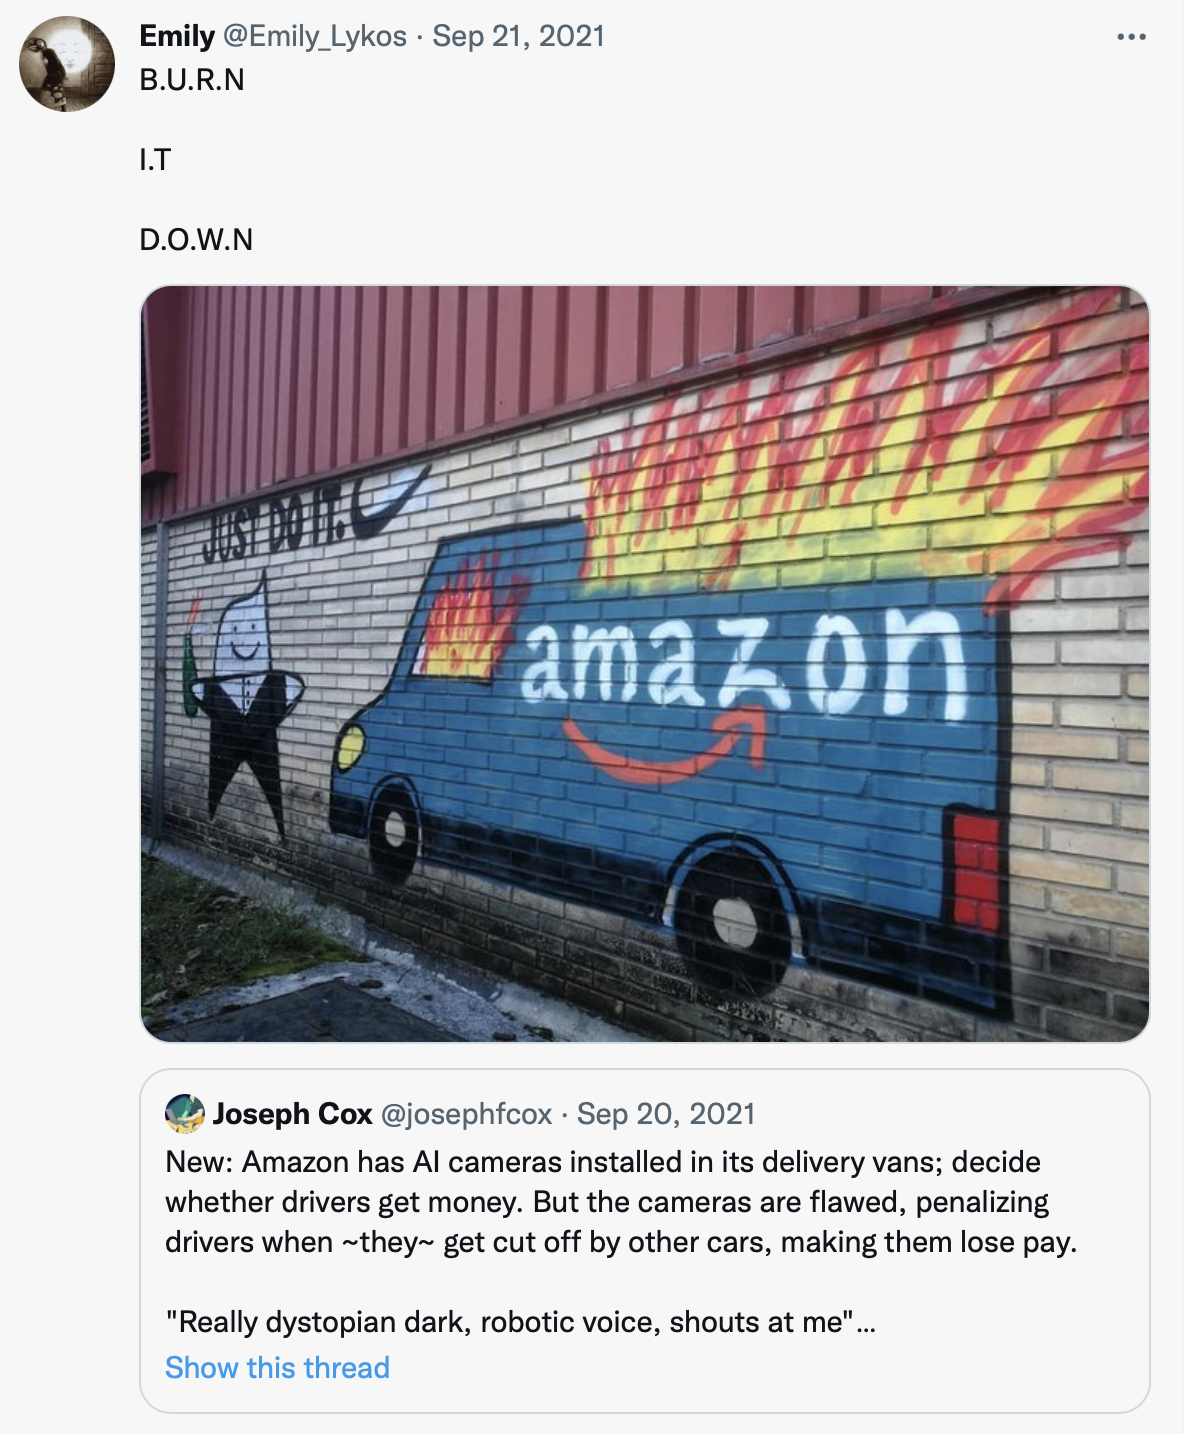 Emily @Emily_Lykos · Sep 21, 2021
B.U.R.N
I.T
D.O.W.N
JUST DO IT.
amazon
Joseph Cox @josephfcox · Sep 20, 2021
New: Amazon has AI cameras installed in its delivery vans; decide
whether drivers get money. But the cameras are flawed, penalizing
drivers when ~they~ get cut off by other cars, making them lose pay.
"Really dystopian dark, robotic voice, shouts at me"...
Show this thread